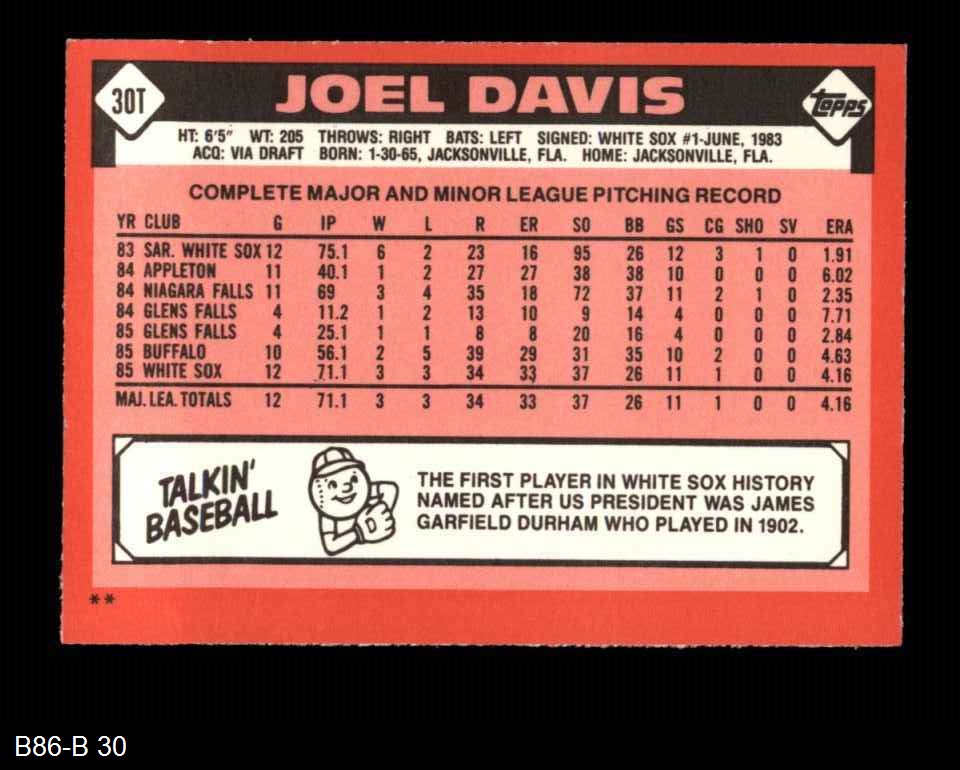 30T
JOEL DAVIS
Topps
HT: 6'5" WT: 205 THROWS: RIGHT BATS: LEFT SIGNED: WHITE SOX #1-JUNE, 1983
ACQ: VIA DRAFT BORN: 1-30-65, JACKSONVILLE, FLA. HOME: JACKSONVILLE, FLA.
COMPLETE MAJOR AND MINOR LEAGUE PITCHING RECORD
YR CLUB G IP W L R ER SO BB GS CG SHO SV ERA
83 SAR. WHITE SOX 12 75.1 6 2 23 16 95 26 12 3 1 0 1.91
84 APPLETON 11 40.1 1 2 27 27 38 38 10 0 0 0 6.02
84 NIAGARA FALLS 11 69 3 4 35 18 72 37 11 2 1 0 2.35
84 GLENS FALLS 4 11.2 1 2 13 10 9 14 4 0 0 0 7.71
85 GLENS FALLS 4 25.1 1 1 8 8 20 16 4 0 0 0 2.84
85 BUFFALO 10 56.1 2 5 39 29 31 35 10 2 0 0 4.63
85 WHITE SOX 12 71.1 3 3 34 33 37 26 11 1 0 0 4.16
MAJ. LEA. TOTALS 12 71.1 3 3 34 33 37 26 11 1 0 0 4.16
TALKIN'
BASEBALL
D
THE FIRST PLAYER IN WHITE SOX HISTORY
NAMED AFTER US PRESIDENT WAS JAMES
GARFIELD DURHAM WHO PLAYED IN 1902.
**
B86-B 30